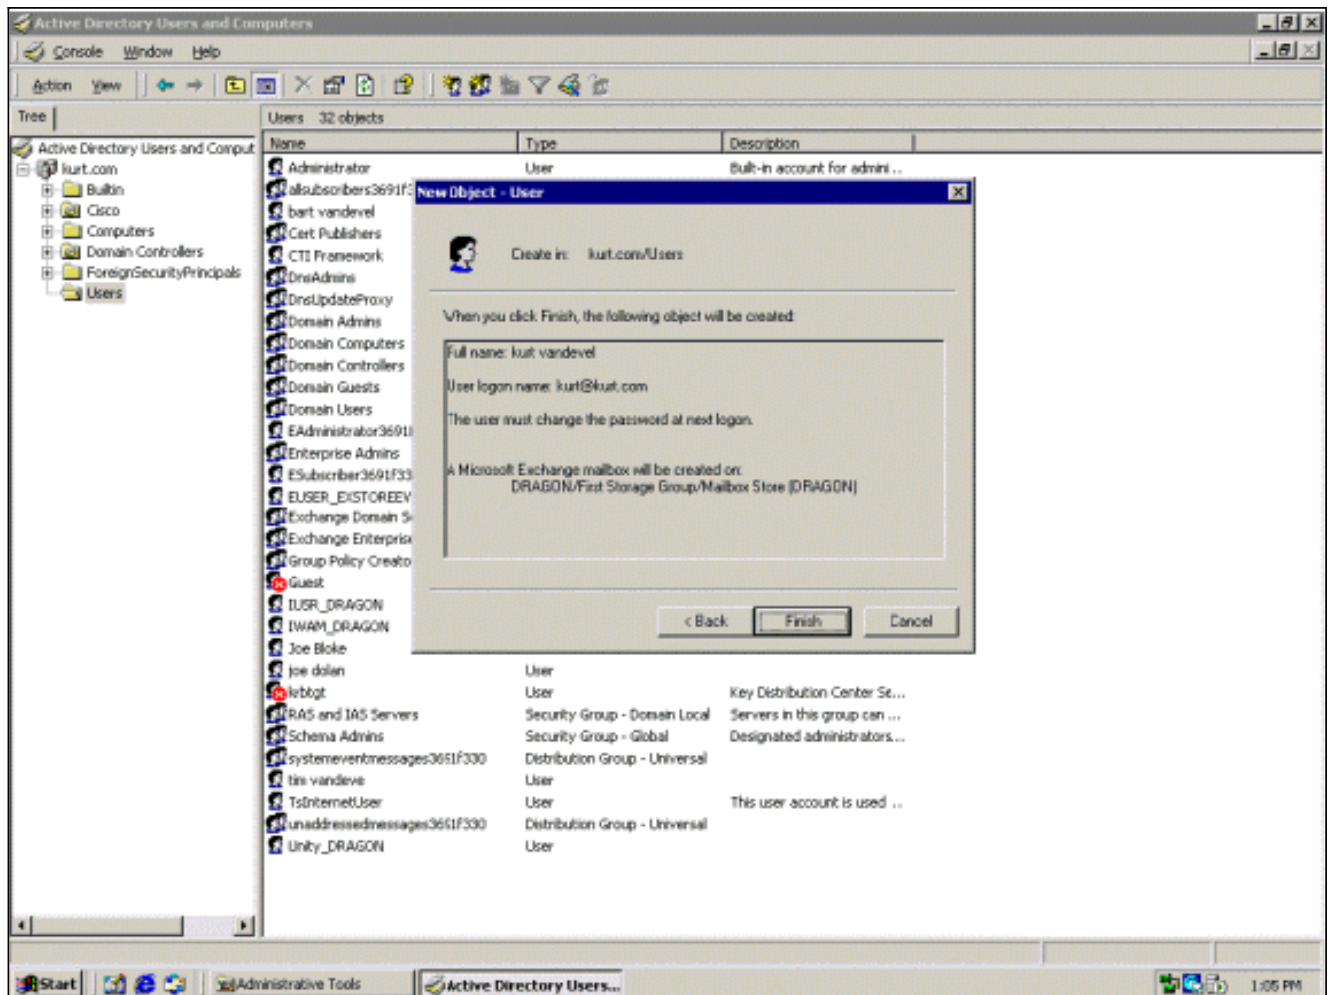 Active Directory Users and Computers
Console Window Help
Action View
Tree
Users 32 objects
Active Directory Users and Comput
kurt.com
Builtin
Cisco
Computers
Domain Controllers
ForeignSecurityPrincipals
Users
Name Type Description
Administrator User Built-in account for admini...
allsubscribers3691f3
bart vandevel
Cert Publishers
CTI Framework
DnsAdmins
DnsUpdateProxy
Domain Admins
Domain Computers
Domain Controllers
Domain Guests
Domain Users
EAdministrator3691f
Enterprise Admins
ESubscriber3691f33
EUSER_EXSTOREEV
Exchange Domain S
Exchange Enterprise
Group Policy Creato
Guest
IUSR_DRAGON
IWAM_DRAGON
Joe Bloke
joe dolan User
krbtgt User Key Distribution Center Se...
RAS and IAS Servers Security Group - Domain Local Servers in this group can ...
Schema Admins Security Group - Global Designated administrators...
systemeventmessages3691f330 Distribution Group - Universal
tim vandeve User
TsInternetUser User This user account is used ...
unaddressedmessages3691f330 Distribution Group - Universal
Unity_DRAGON User
New Object - User
Create in: kurt.com/Users
When you click Finish, the following object will be created:
Full name: kurt vandevel
User logon name: kurt@kurt.com
The user must change the password at next logon.
A Microsoft Exchange mailbox will be created on:
DRAGON/First Storage Group/Mailbox Store (DRAGON)
< Back Finish Cancel
Start Administrative Tools Active Directory Users... 1:05 PM